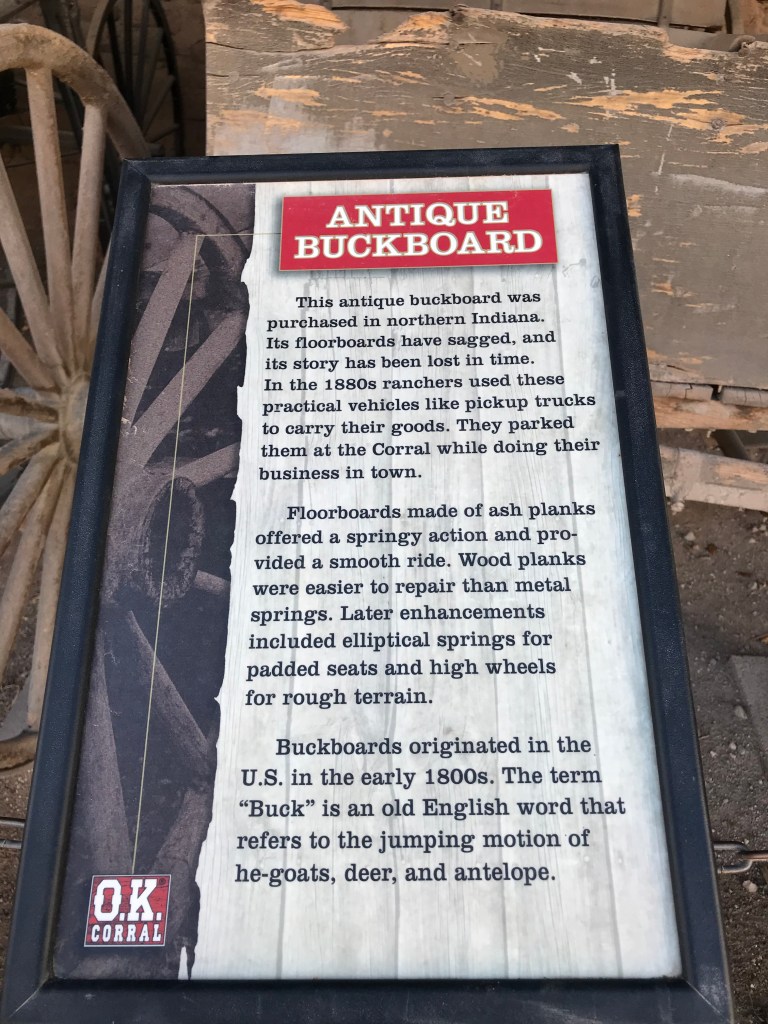 ANTIQUE
BUCKBOARD
This antique buckboard was
purchased in northern Indiana.
Its floorboards have sagged, and
its story has been lost in time.
In the 1880s ranchers used these
practical vehicles like pickup trucks
to carry their goods. They parked
them at the Corral while doing their
business in town.
Floorboards made of ash planks
offered a springy action and pro-
vided a smooth ride. Wood planks
were easier to repair than metal
springs. Later enhancements
included elliptical springs for
padded seats and high wheels
for rough terrain.
Buckboards originated in the
U.S. in the early 1800s. The term
“Buck” is an old English word that
refers to the jumping motion of
he-goats, deer, and antelope.
O.K.
CORRAL